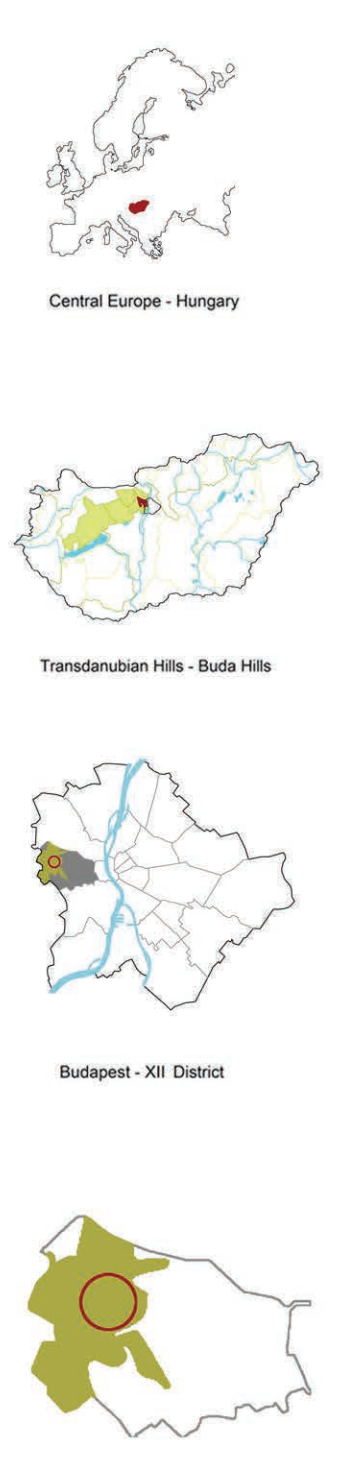 Central Europe - Hungary
Transdanubian Hills - Buda Hills
Budapest - XII District